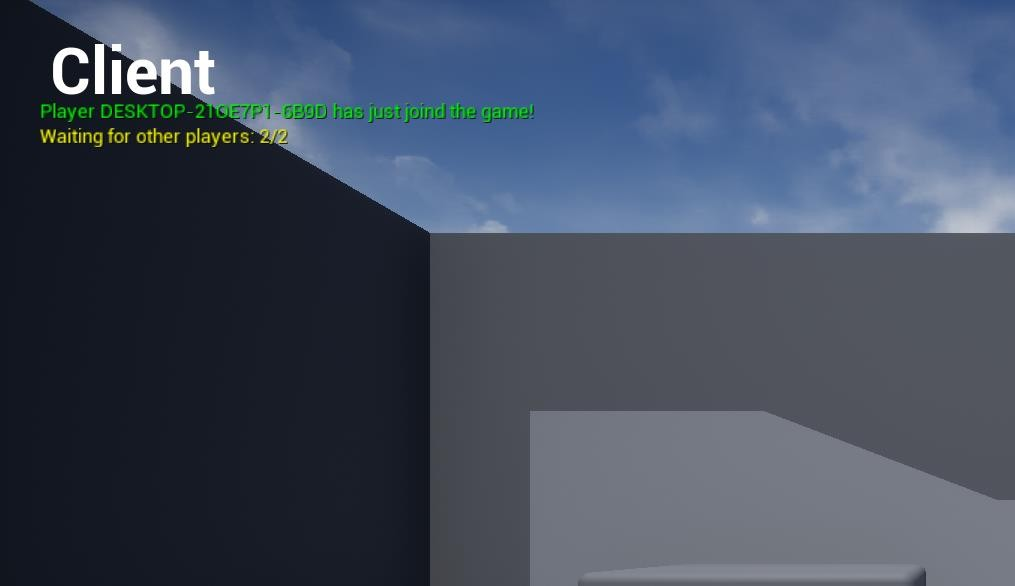 Client
Player DESKTOP-21OE7P1-6B9D has just joind the game!
Waiting for other players: 2/2